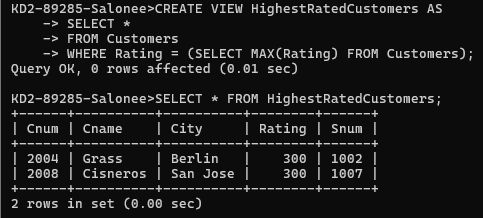 KD2-89285-Salonee>CREATE VIEW HighestRatedCustomers AS
    -> SELECT *
    -> FROM Customers
    -> WHERE Rating = (SELECT MAX(Rating) FROM Customers);
Query OK, 0 rows affected (0.01 sec)

KD2-89285-Salonee>SELECT * FROM HighestRatedCustomers;
+------+----------+----------+--------+------+
| Cnum | Cname    | City     | Rating | Snum |
+------+----------+----------+--------+------+
| 2004 | Grass    | Berlin   |    300 | 1002 |
| 2008 | Cisneros | San Jose |    300 | 1007 |
+------+----------+----------+--------+------+
2 rows in set (0.00 sec)